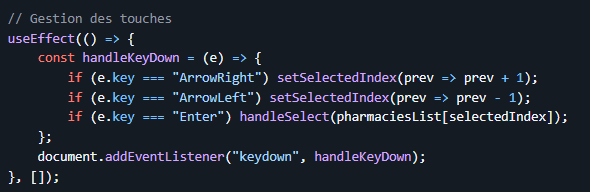 // Gestion des touches
useEffect(() => {
    const handleKeyDown = (e) => {
        if (e.key === "ArrowRight") setSelectedIndex(prev => prev + 1);
        if (e.key === "ArrowLeft") setSelectedIndex(prev => prev - 1);
        if (e.key === "Enter") handleSelect(pharmaciesList[selectedIndex]);
    };
    document.addEventListener("keydown", handleKeyDown);
}, []);